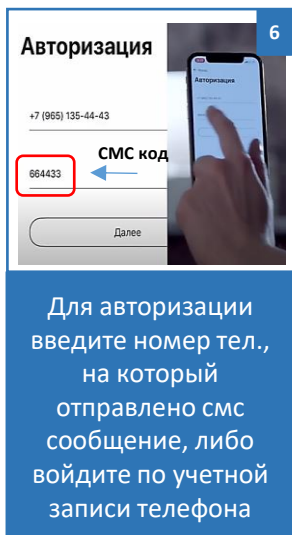 6
Авторизация
+7 (965) 135-44-43
СМС код
664433
Далее
Авторизация
Для авторизации
введите номер тел.,
на который
отправлено смс
сообщение, либо
войдите по учетной
записи телефона